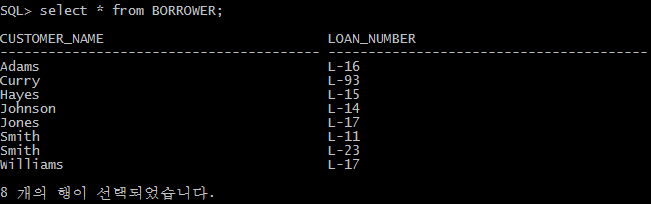 SQL> select * from BORROWER;
CUSTOMER_NAME LOAN_NUMBER
---------------------------------------- ----------------------------------------
Adams L-16
Curry L-93
Hayes L-15
Johnson L-14
Jones L-17
Smith L-11
Smith L-23
Williams L-17
8 개의 행이 선택되었습니다.